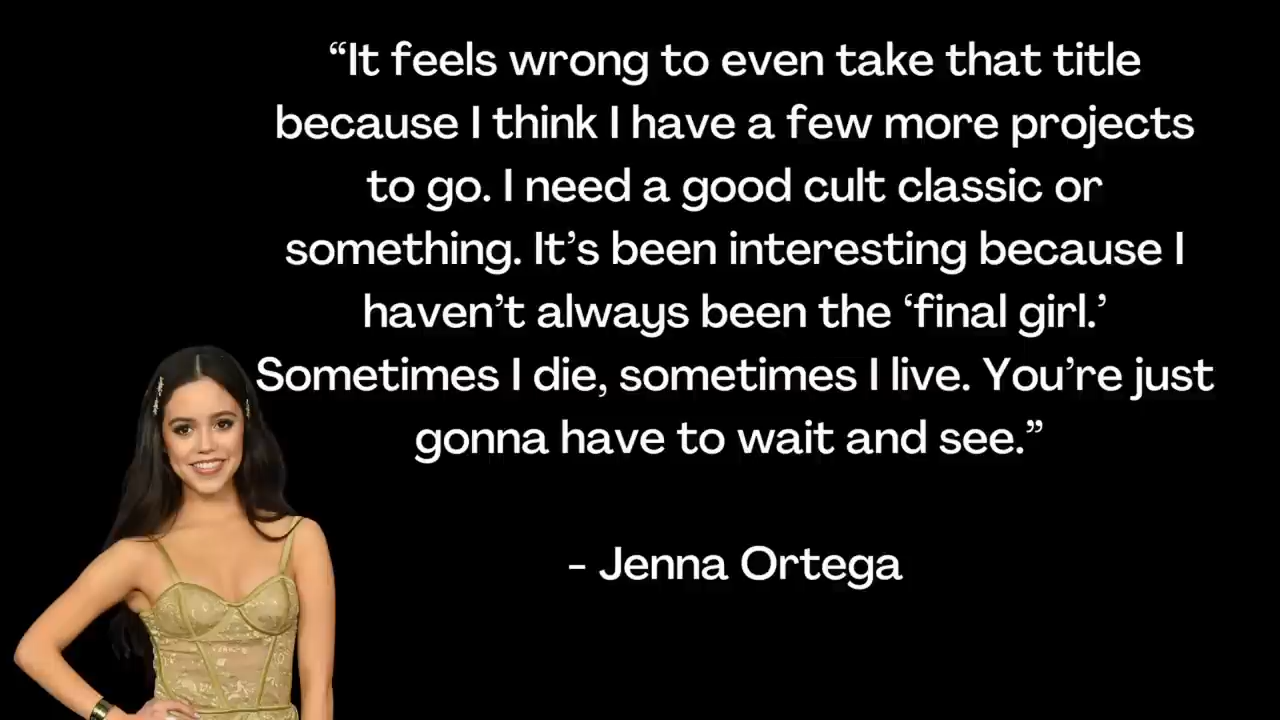 “It feels wrong to even take that title
because I think I have a few more projects
to go. I need a good cult classic or
something. It’s been interesting because I
haven’t always been the ‘final girl.’
Sometimes I die, sometimes I live. You’re just
gonna have to wait and see.”
- Jenna Ortega